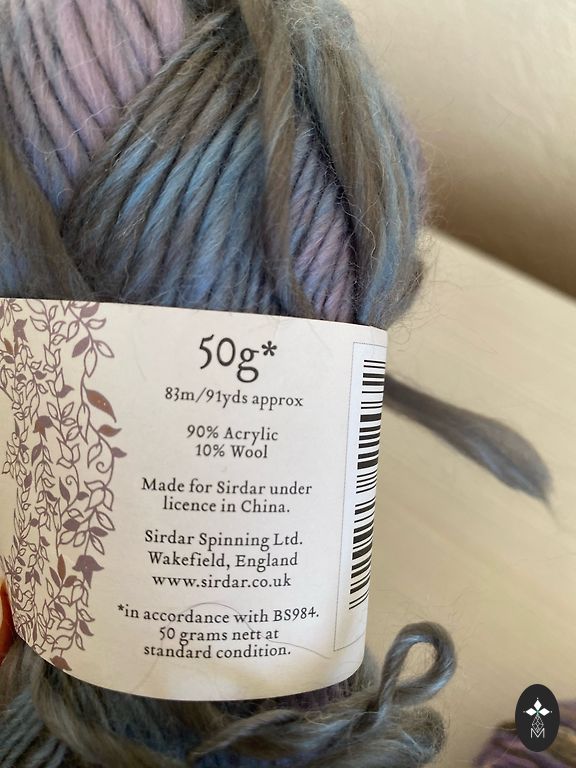 50g*
83m/91yds approx
90% Acrylic
10% Wool
Made for Sirdar under
licence in China.
Sirdar Spinning Ltd.
Wakefield, England
www.sirdar.co.uk
*in accordance with BS984.
50 grams nett at
standard condition.
M